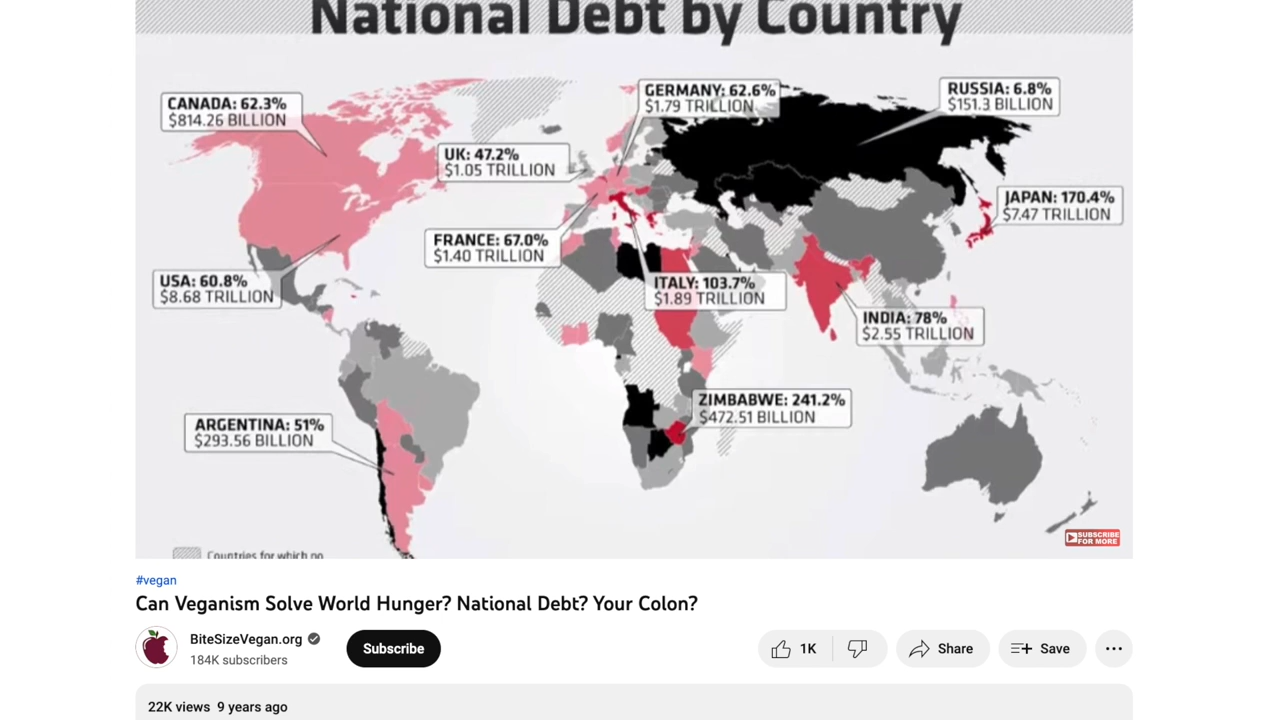 National Debt by Country
CANADA: 62.3%
$814.26 BILLION
GERMANY: 62.6%
$1.79 TRILLION
RUSSIA: 6.8%
$151.3 BILLION
UK: 47.2%
$1.05 TRILLION
JAPAN: 170.4%
$7.47 TRILLION
FRANCE: 67.0%
$1.40 TRILLION
USA: 60.8%
$8.68 TRILLION
ITALY: 103.7%
$1.89 TRILLION
INDIA: 78%
$2.55 TRILLION
ZIMBABWE: 241.2%
$472.51 BILLION
ARGENTINA: 51%
$293.56 BILLION
SUBSCRIBE
FOR MORE
Countries for which no
#vegan
Can Veganism Solve World Hunger? National Debt? Your Colon?
BiteSizeVegan.org
184K subscribers
Subscribe
1K
Share
Save
22K views 9 years ago